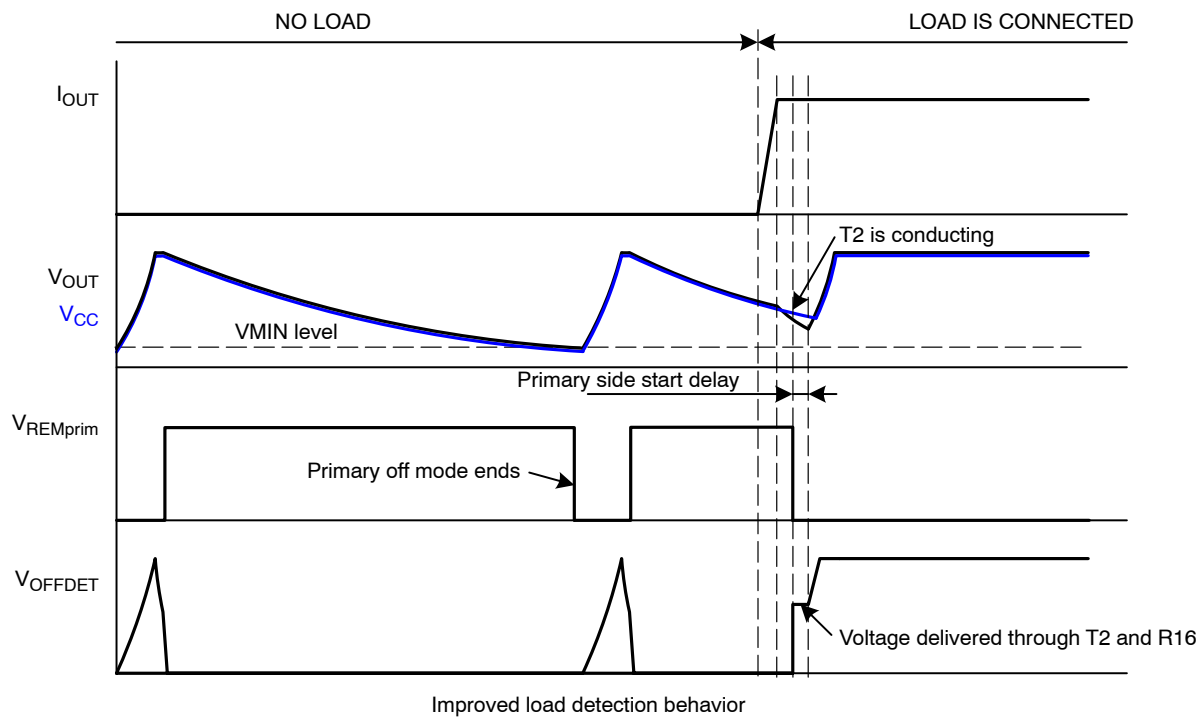 NO LOAD
LOAD IS CONNECTED
IOUT
T2 is conducting
VOUT
VCC
VMIN level
Primary side start delay
VREMprim
Primary off mode ends
VOFFDET
Voltage delivered through T2 and R16
Improved load detection behavior